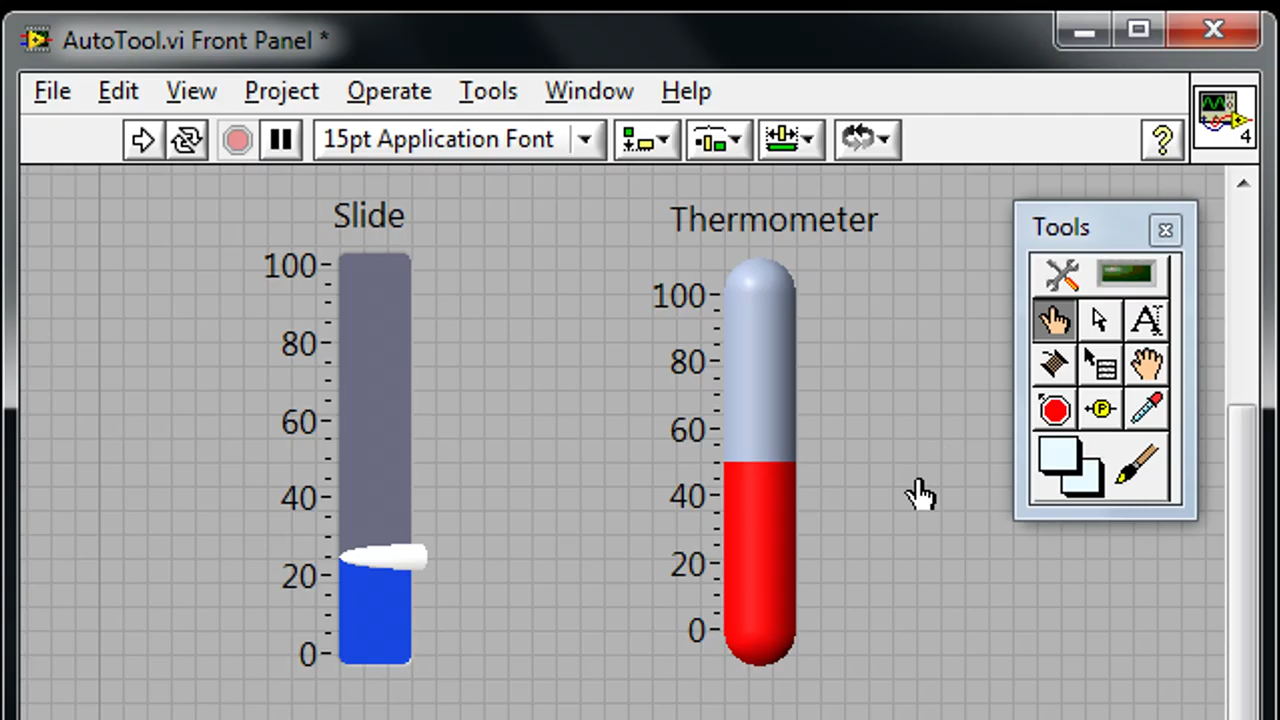 AutoTool.vi Front Panel *
File Edit View Project Operate Tools Window Help
15pt Application Font
?
4
Slide
100
80
60
40
20
0
Thermometer
100
80
60
40
20
0
Tools
A
P